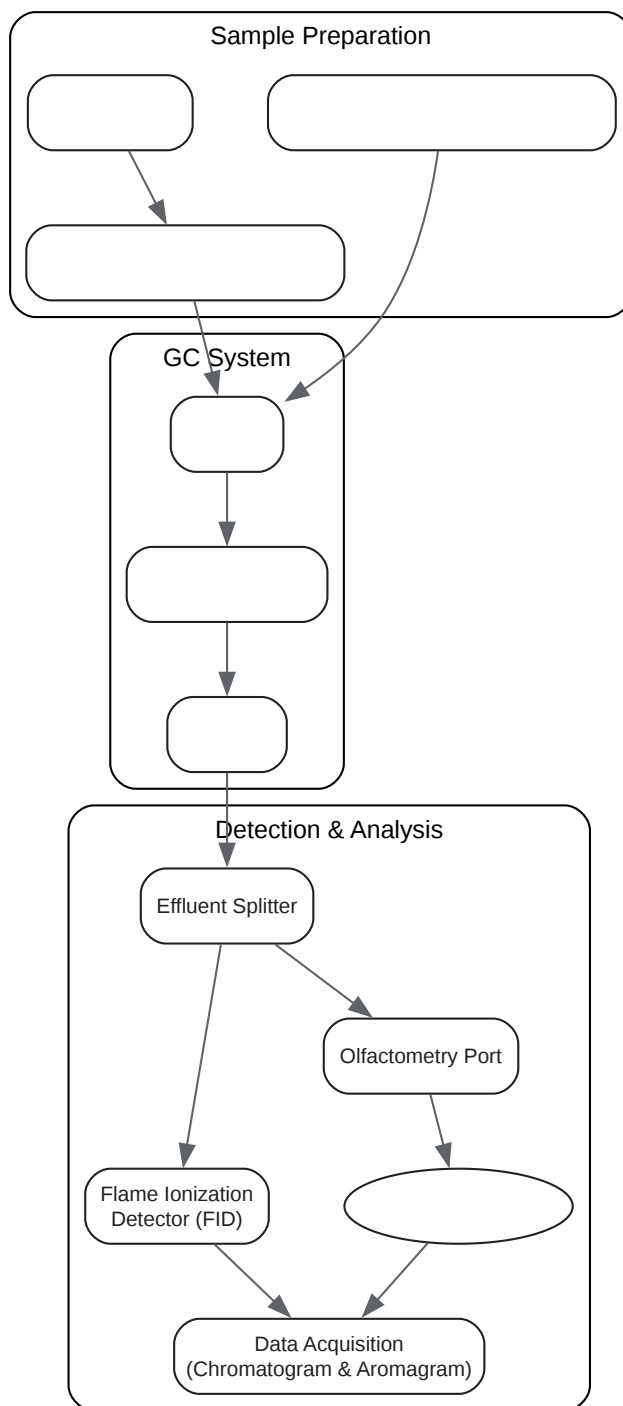 Sample Preparation
GC System
Detection & Analysis
Effluent Splitter
Olfactometry Port
Flame Ionization
Detector (FID)
Data Acquisition
(Chromatogram & Aromagram)